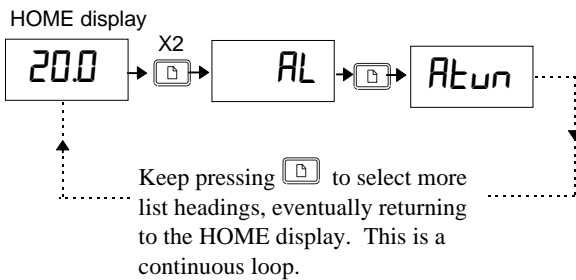 HOME display
X2
20.0
AL
Atun
Keep pressing to select more
list headings, eventually returning
to the HOME display. This is a
continuous loop.